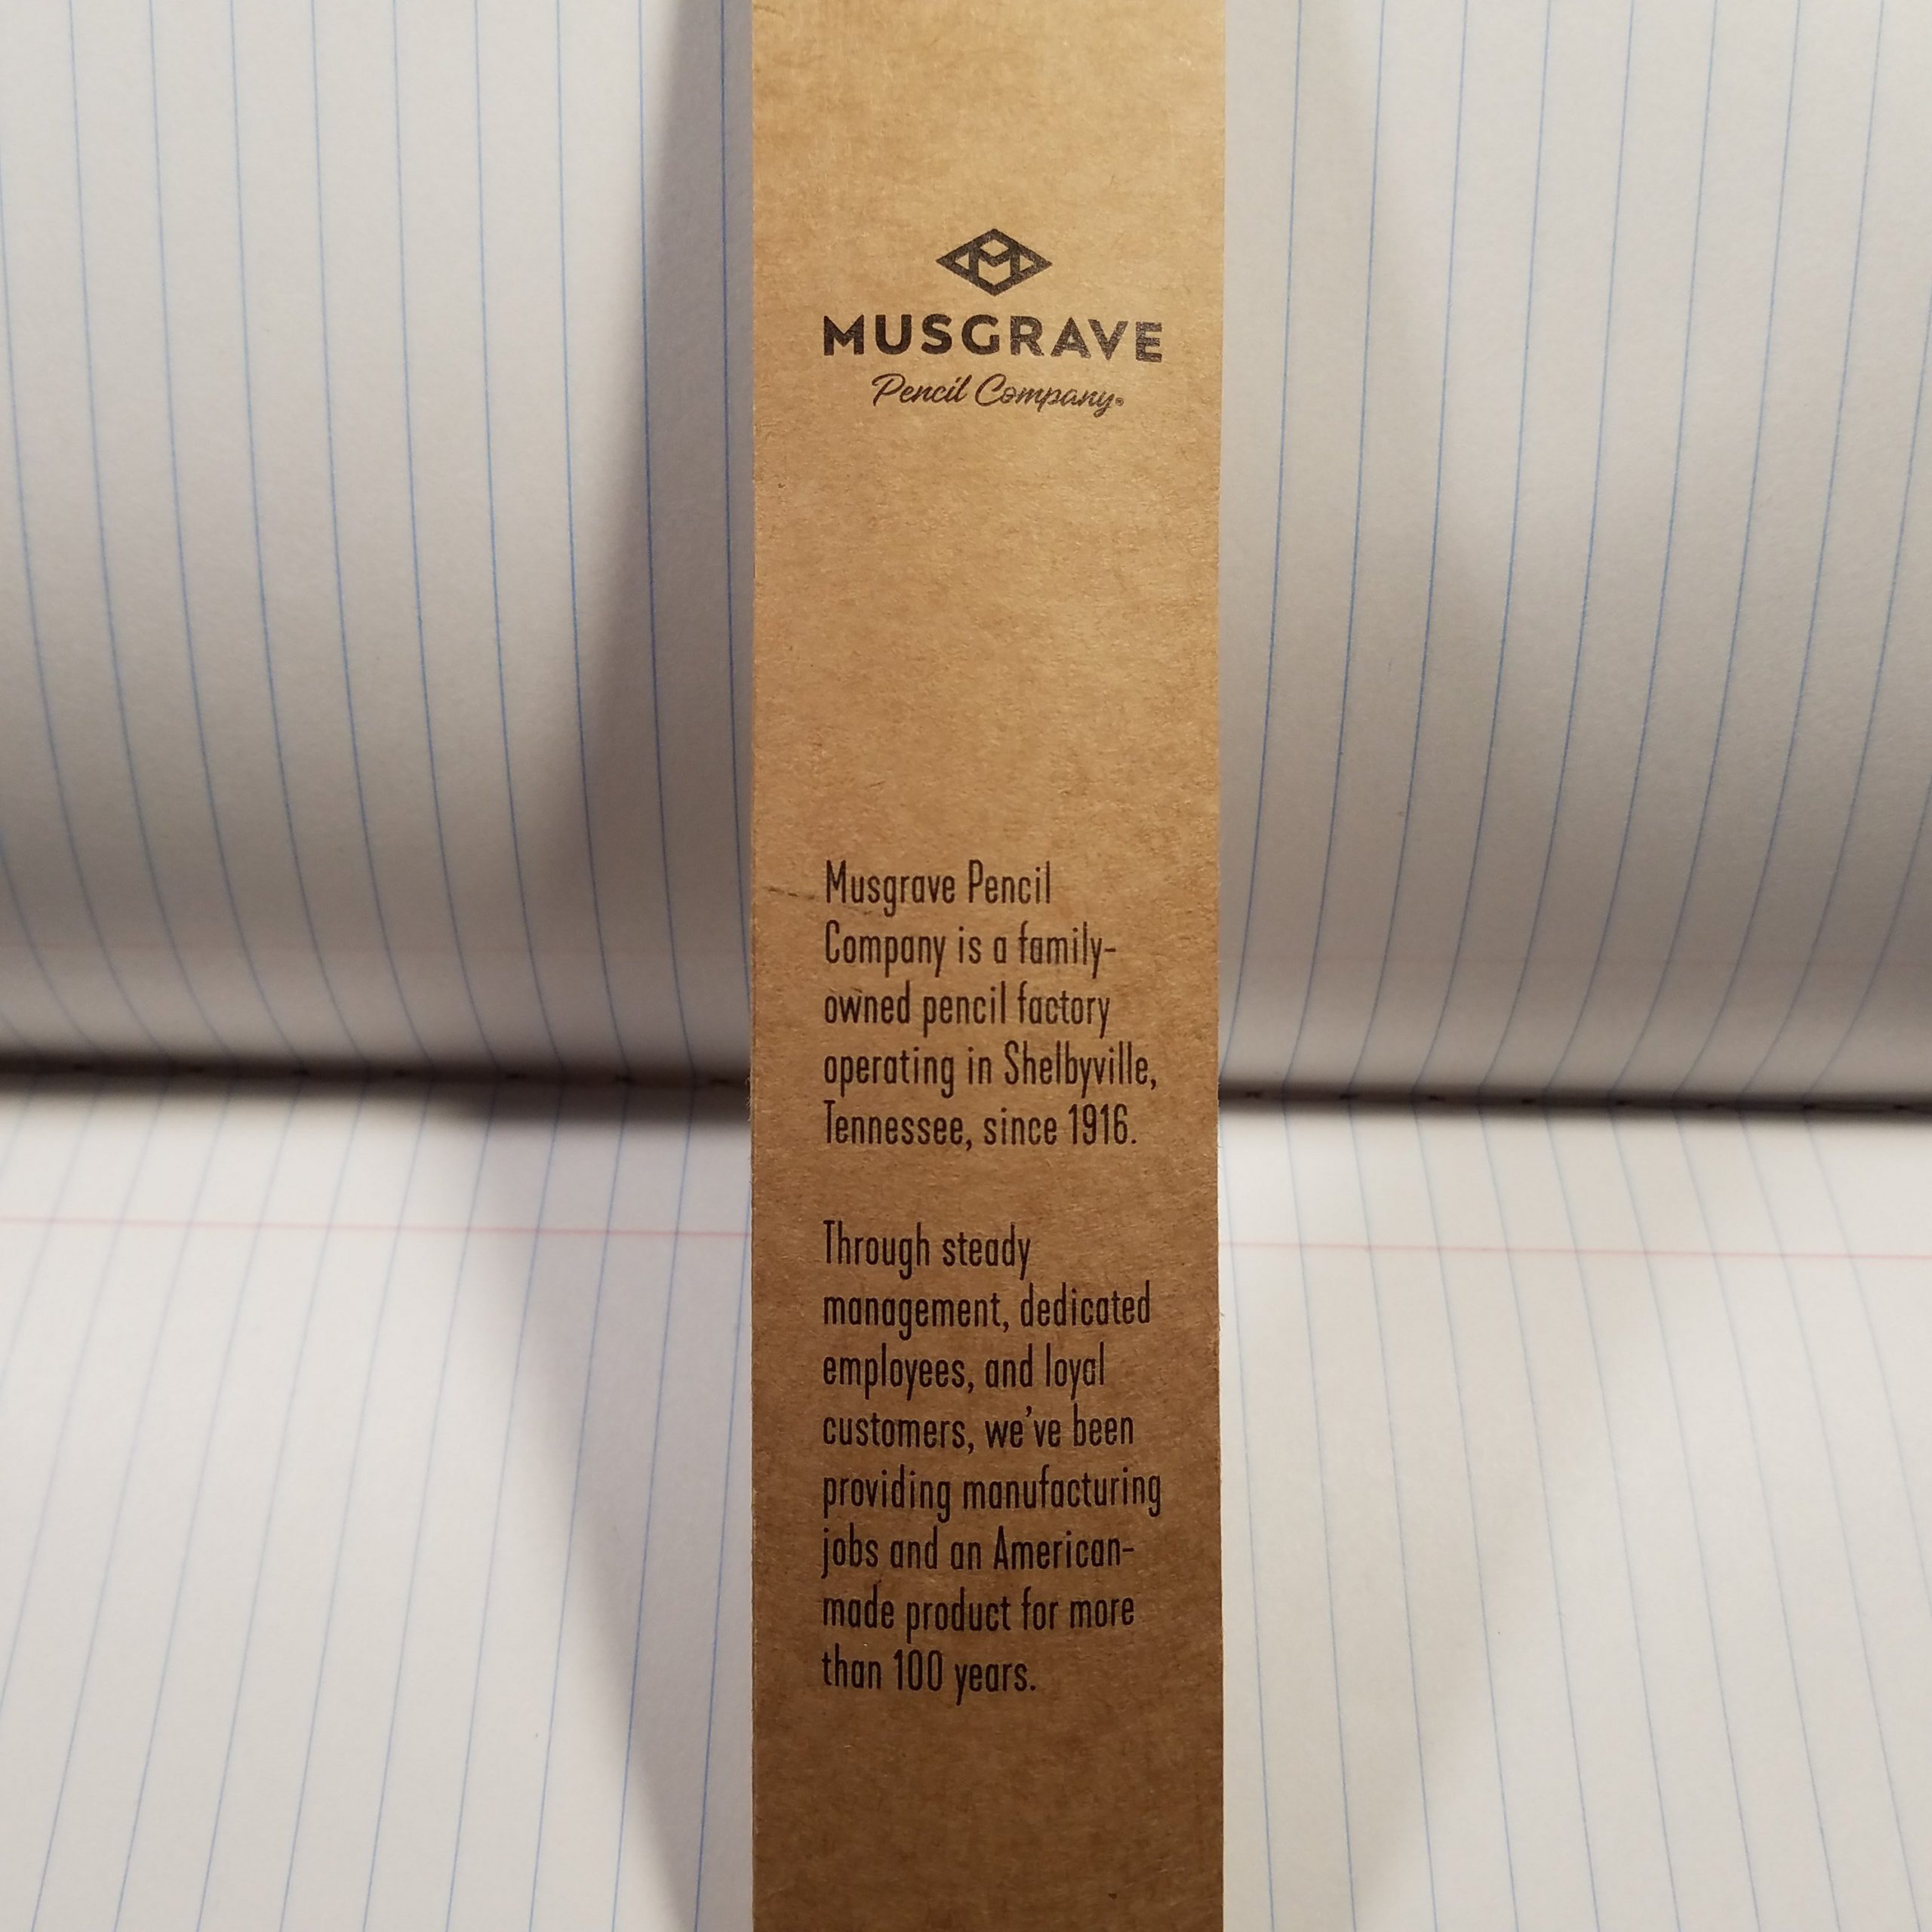 MUSGRAVE
Pencil Company®
Musgrave Pencil
Company is a family-
owned pencil factory
operating in Shelbyville,
Tennessee, since 1916.
Through steady
management, dedicated
employees, and loyal
customers, we've been
providing manufacturing
jobs and an American-
made product for more
than 100 years.